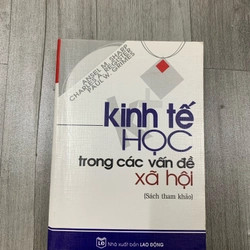 ANSEL M. SHARP
CHARLES A. REGISTER
PAUL W. GRIMES
kinh tế
HỌC
trong các vấn đề
xã hội
(Sách tham khảo)
Nhà xuất bản LAO ĐỘNG